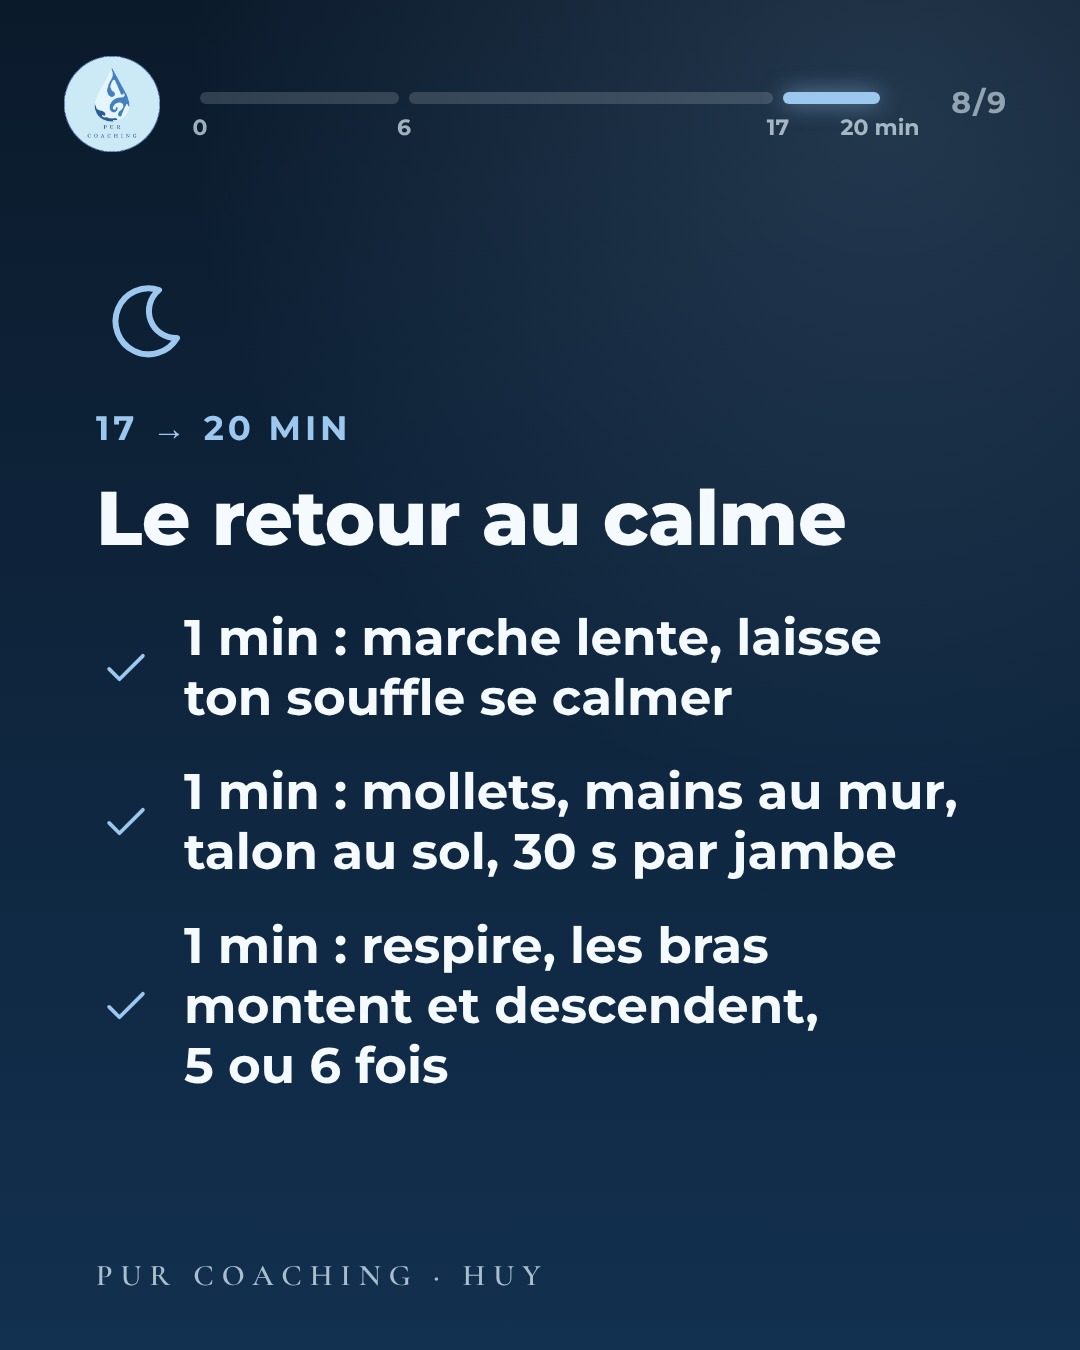 PUR
COACHING
0
6
17
20 min
8/9
17 → 20 MIN
Le retour au calme
1 min : marche lente, laisse
ton souffle se calmer
1 min : mollets, mains au mur,
talon au sol, 30 s par jambe
1 min : respire, les bras
montent et descendent,
5 ou 6 fois
PUR COACHING · HUY